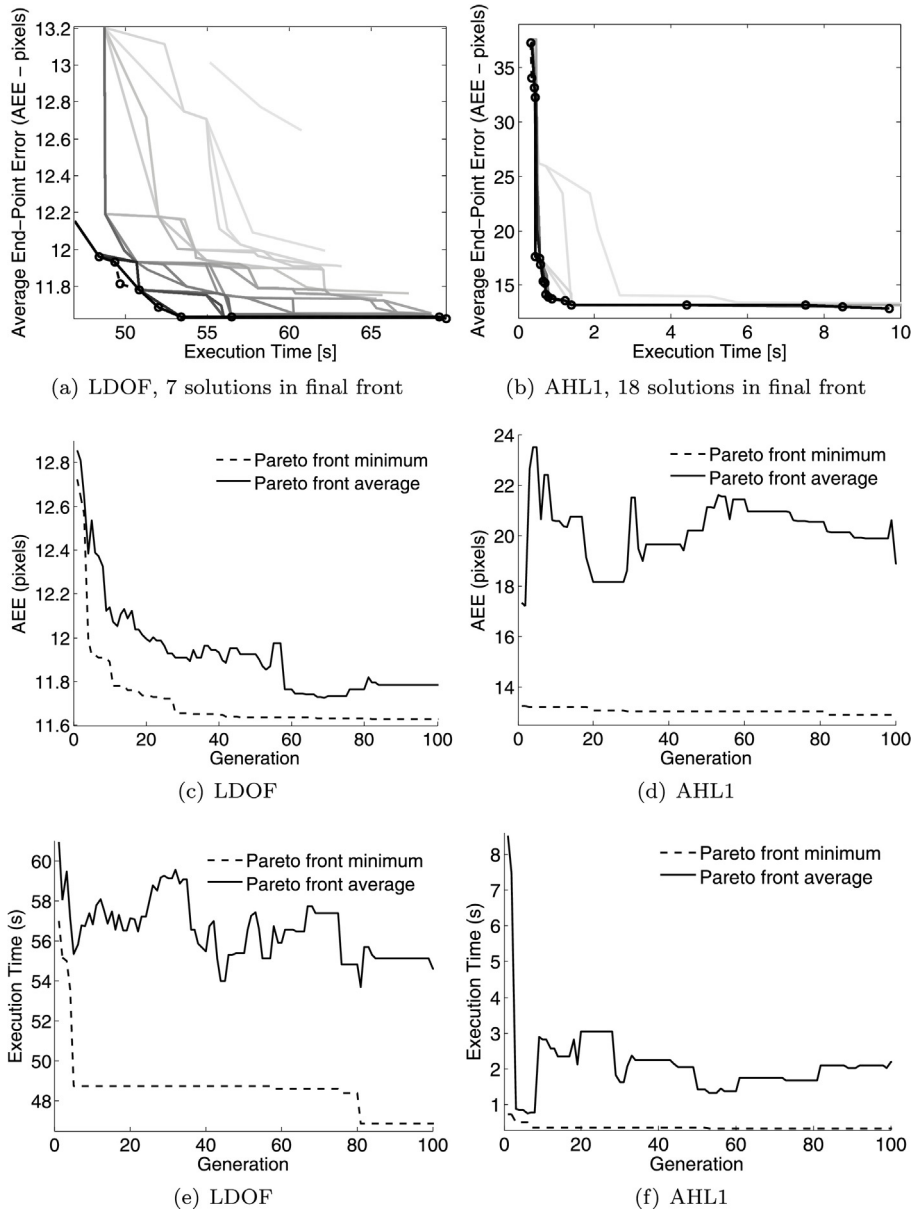 13.2
13
12.8
12.6
12.4
12.2
12
11.8
Average End-Point Error (AEE - pixels)
50 55 60 65
Execution Time [s]
(a) LDOF, 7 solutions in final front
35
30
25
20
15
Average End-Point Error (AEE - pixels)
0 2 4 6 8 10
Execution Time [s]
(b) AHL1, 18 solutions in final front
12.8
12.6
12.4
12.2
12
11.8
11.6
AEE (pixels)
Pareto front minimum
Pareto front average
0 20 40 60 80 100
Generation
(c) LDOF
24
22
20
18
16
14
AEE (pixels)
Pareto front minimum
Pareto front average
0 20 40 60 80 100
Generation
(d) AHL1
60
58
56
54
52
50
48
Execution Time (s)
Pareto front minimum
Pareto front average
0 20 40 60 80 100
Generation
(e) LDOF
8
7
6
5
4
3
2
1
Execution Time (s)
Pareto front minimum
Pareto front average
0 20 40 60 80 100
Generation
(f) AHL1